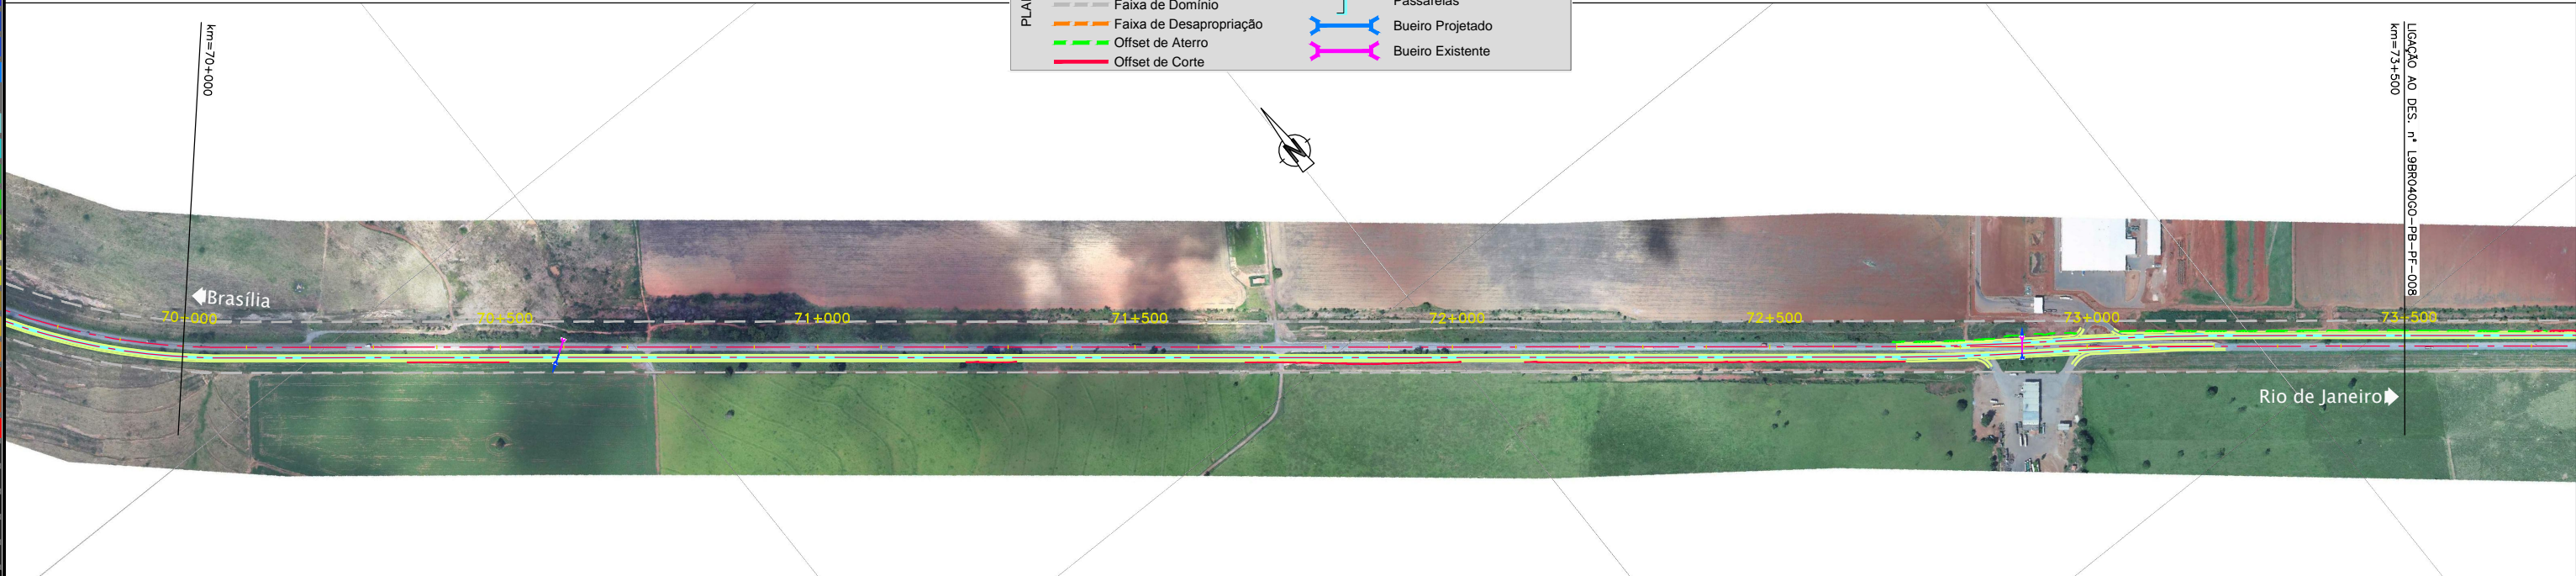 PLAN
Faixa de Domínio
Faixa de Desapropriação
Offset de Aterro
Offset de Corte
Passarelas
Bueiro Projetado
Bueiro Existente
km=70+000
LIGAÇÃO AO DES. n° L9BR040GO-PB-PF-008
km=73+500
N
Brasília
70+000
70+500
71+000
71+500
72+000
72+500
73+000
73+500
Rio de Janeiro